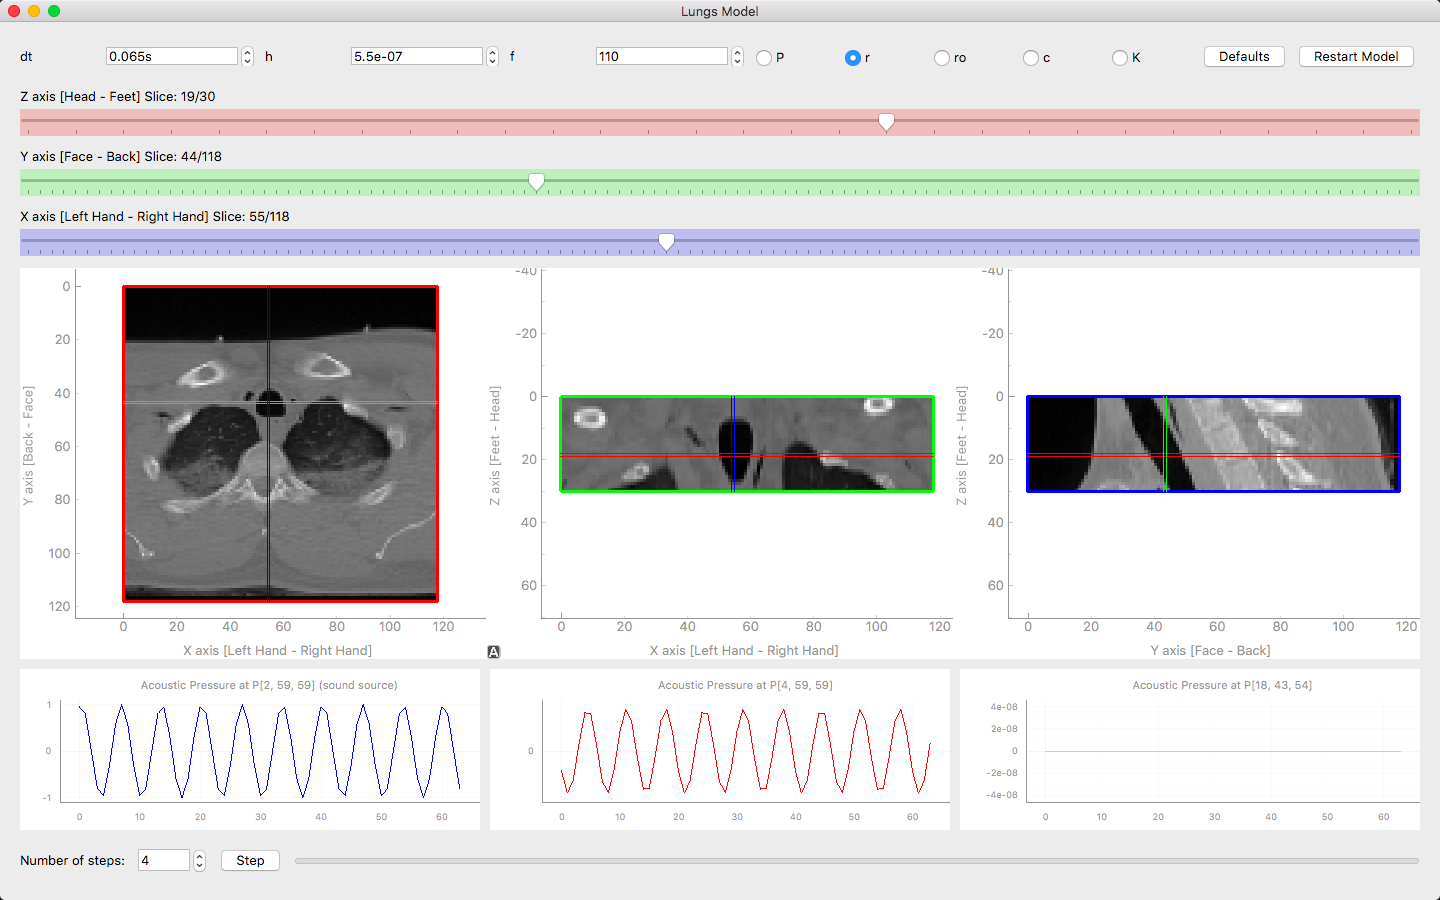 Lungs Model
dt 0.065s h 5.5e-07 f 110 P r ro c K Defaults Restart Model
Z axis [Head - Feet] Slice: 19/30
Y axis [Face - Back] Slice: 44/118
X axis [Left Hand - Right Hand] Slice: 55/118
Y axis [Back - Face]
0
20
40
60
80
100
120
0 20 40 60 80 100 120
X axis [Left Hand - Right Hand]
A
Z axis [Feet - Head]
-40
-20
0
20
40
60
0 20 40 60 80 100 120
X axis [Left Hand - Right Hand]
Z axis [Feet - Head]
-40
-20
0
20
40
60
0 20 40 60 80 100 120
Y axis [Face - Back]
Acoustic Pressure at P[2, 59, 59] (sound source)
1
0
-1
0 10 20 30 40 50 60
Acoustic Pressure at P[4, 59, 59]
0
0 10 20 30 40 50 60
Acoustic Pressure at P[18, 43, 54]
4e-08
2e-08
0
-2e-08
-4e-08
0 10 20 30 40 50 60
Number of steps: 4 Step